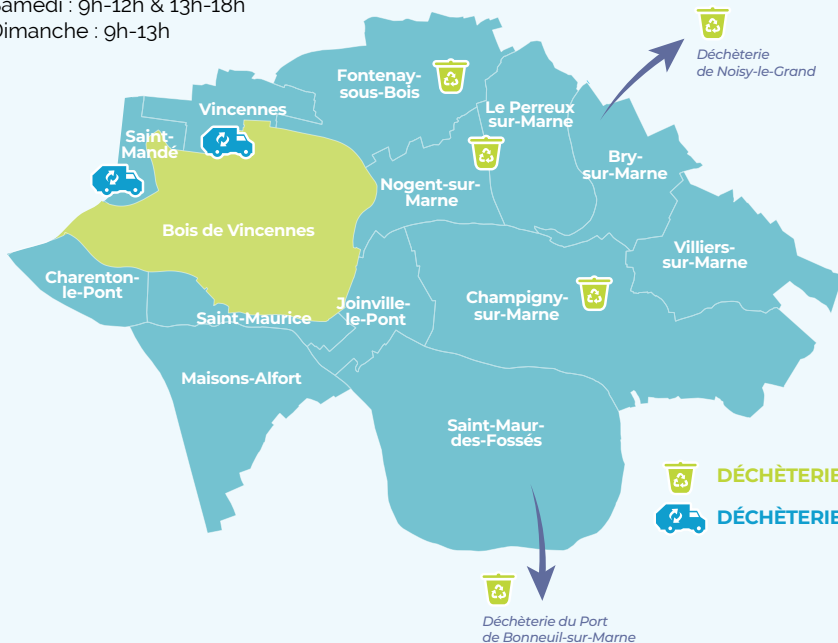 Samedi : 9h-12h & 13h-18h
Dimanche : 9h-13h
Déchèterie
de Noisy-le-Grand
Fontenay-
sous-Bois
Vincennes
Le Perreux
sur-Marne
Saint-
Mandé
Bry-
sur-Marne
Nogent-sur-
Marne
Bois de Vincennes
Villiers-
sur-Marne
Charenton-
le-Pont
Joinville-
le-Pont
Champigny-
sur-Marne
Saint-Maurice
Maisons-Alfort
Saint-Maur-
des-Fossés
DÉCHÈTERIE
DÉCHÈTERIE
Déchèterie du Port
de Bonneuil-sur-Marne